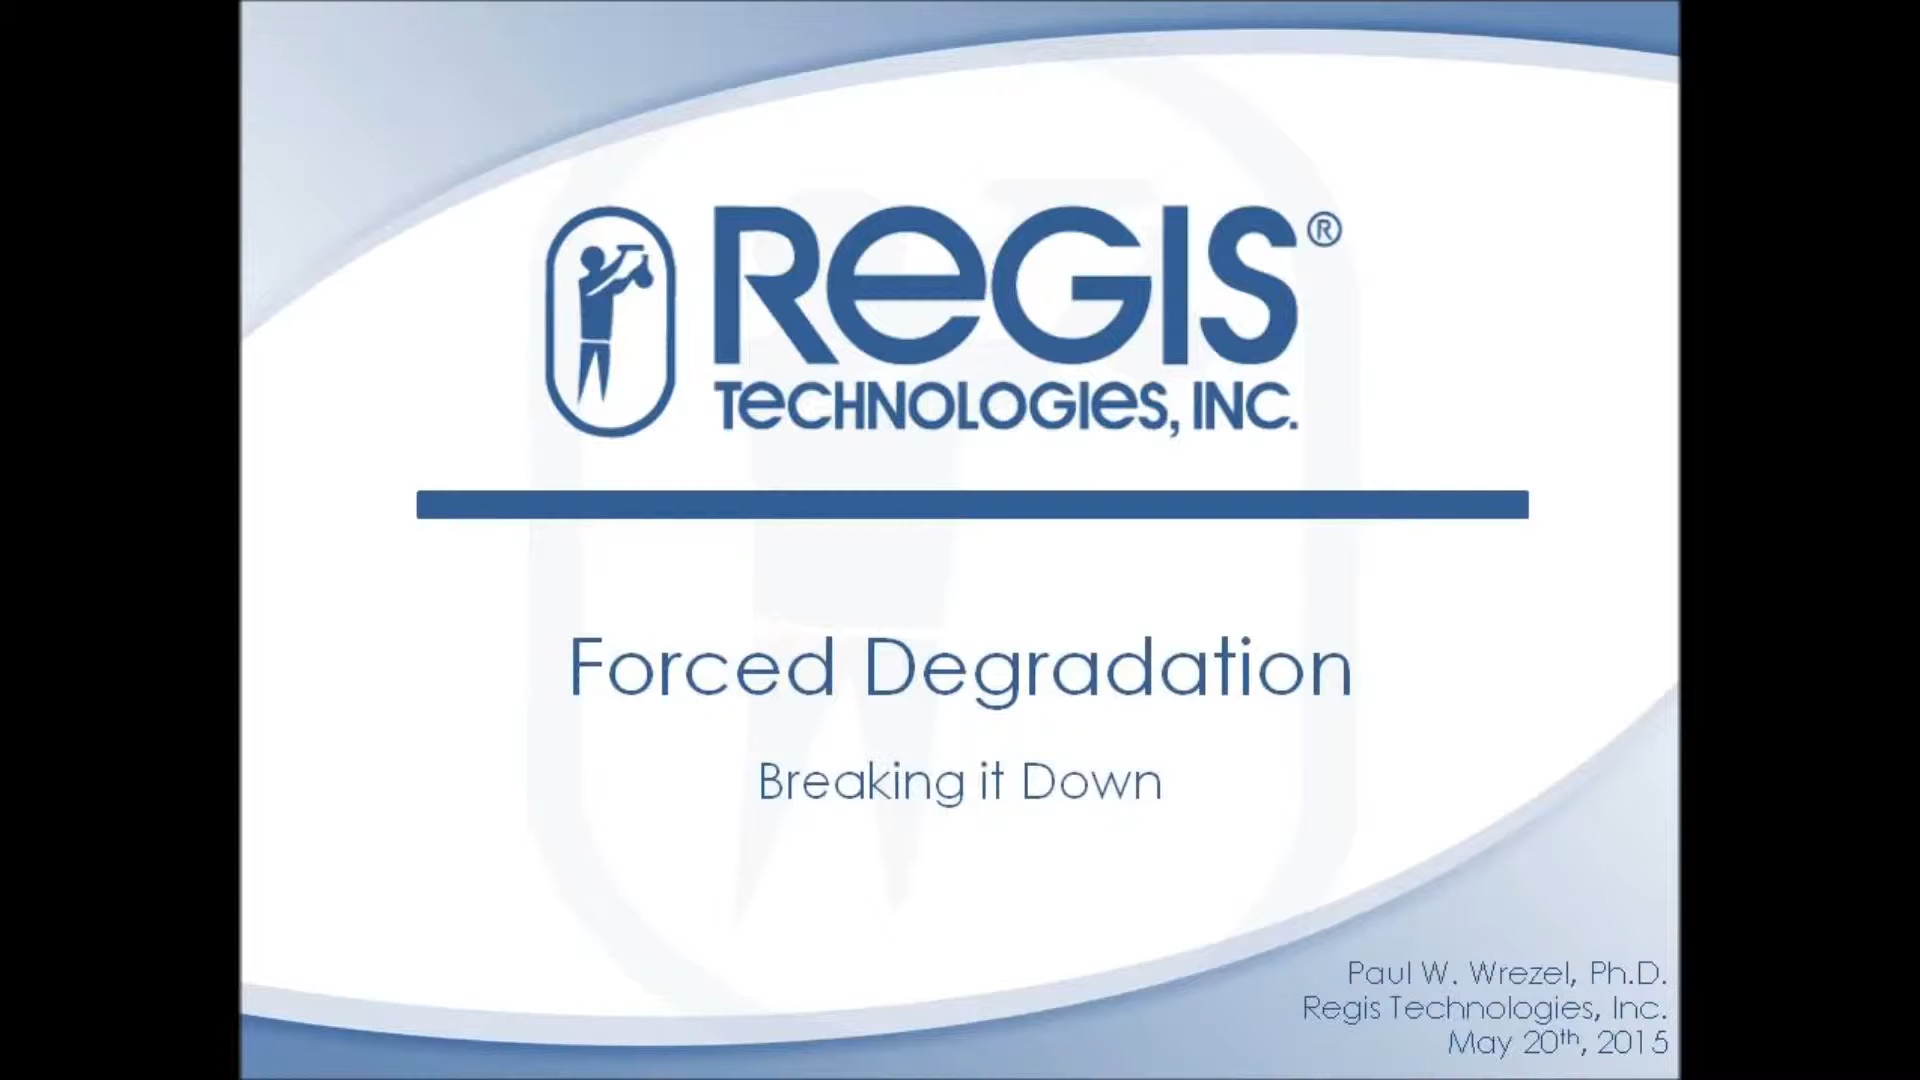 REGIS®
TECHNOLOGIES, INC.
Forced Degradation
Breaking it Down
Paul W. Wrezel, Ph.D.
Regis Technologies, Inc.
May 20th, 2015